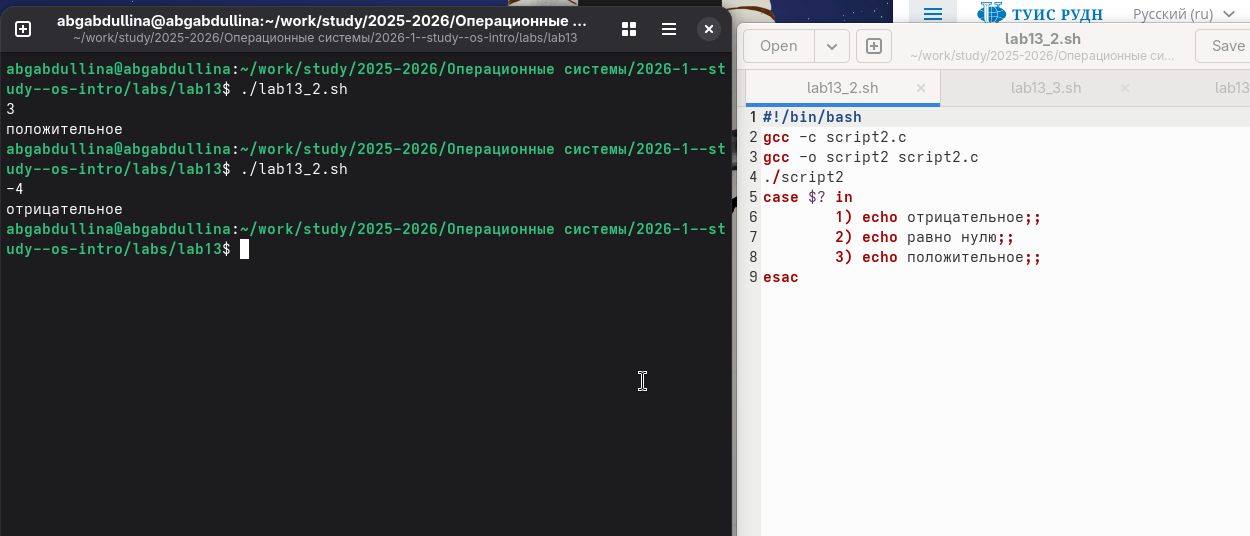 abgabdullina@abgabdullina:~/work/study/2025-2026/Операционные ...
~/work/study/2025-2026/Операционные системы/2026-1--study--os-intro/labs/lab13
abgabdullina@abgabdullina:~/work/study/2025-2026/Операционные системы/2026-1--st
udy--os-intro/labs/lab13$ ./lab13_2.sh
3
положительное
abgabdullina@abgabdullina:~/work/study/2025-2026/Операционные системы/2026-1--st
udy--os-intro/labs/lab13$ ./lab13_2.sh
-4
отрицательное
abgabdullina@abgabdullina:~/work/study/2025-2026/Операционные системы/2026-1--st
udy--os-intro/labs/lab13$
ТУИС РУДН
Русский (ru)
Open
lab13_2.sh
~/work/study/2025-2026/Операционные си...
Save
lab13_2.sh
lab13_3.sh
lab13
1 #!/bin/bash
2 gcc -c script2.c
3 gcc -o script2 script2.c
4 ./script2
5 case $? in
6 1) echo отрицательное;;
7 2) echo равно нулю;;
8 3) echo положительное;;
9 esac